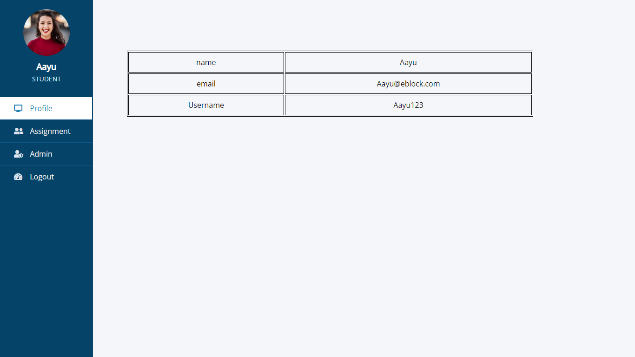 Aayu
STUDENT
Profile
Assignment
Admin
Logout
name Aayu
email Aayu@eblock.com
Username Aayu123